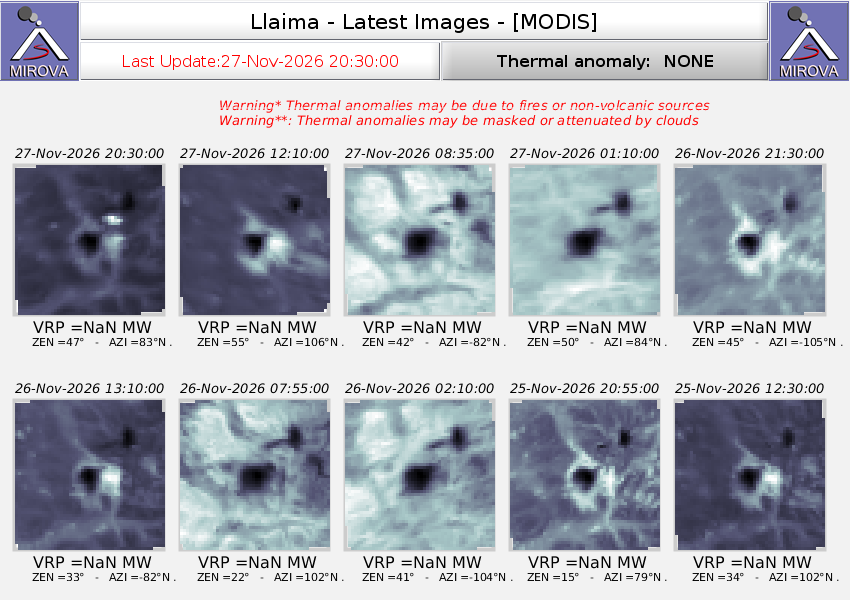 Llaima - Latest Images - [MODIS]
MIROVA
Last Update:27-Nov-2026 20:30:00
Thermal anomaly: NONE
MIROVA
Warning* Thermal anomalies may be due to fires or non-volcanic sources
Warning**: Thermal anomalies may be masked or attenuated by clouds
27-Nov-2026 20:30:00
27-Nov-2026 12:10:00
27-Nov-2026 08:35:00
27-Nov-2026 01:10:00
26-Nov-2026 21:30:00
VRP =NaN MW
VRP =NaN MW
VRP =NaN MW
VRP =NaN MW
VRP =NaN MW
ZEN =47° - AZI =83°N .
ZEN =55° - AZI =106°N .
ZEN =42° - AZI =-82°N .
ZEN =50° - AZI =84°N .
ZEN =45° - AZI =-105°N .
26-Nov-2026 13:10:00
26-Nov-2026 07:55:00
26-Nov-2026 02:10:00
25-Nov-2026 20:55:00
25-Nov-2026 12:30:00
VRP =NaN MW
VRP =NaN MW
VRP =NaN MW
VRP =NaN MW
VRP =NaN MW
ZEN =33° - AZI =-82°N .
ZEN =22° - AZI =102°N .
ZEN =41° - AZI =-104°N .
ZEN =15° - AZI =79°N .
ZEN =34° - AZI =102°N .